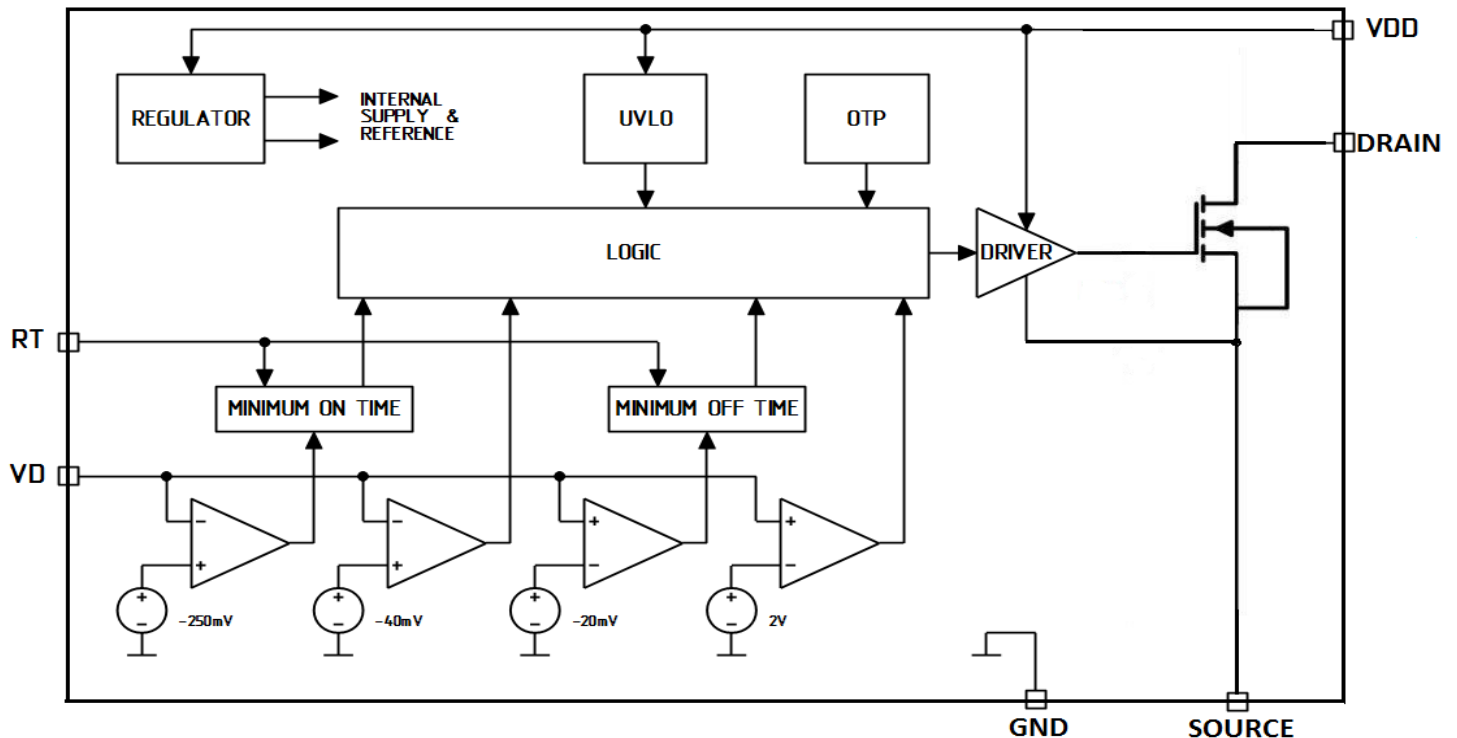 VDD
REGULATOR
INTERNAL
SUPPLY &
REFERENCE
UVLO
OTP
DRAIN
LOGIC
DRIVER
RT
MINIMUM ON TIME
MINIMUM OFF TIME
VD
− + − + + − + −
+ − -250mV
+ − -40mV
+ − -20mV
+ − 2V
GND
SOURCE